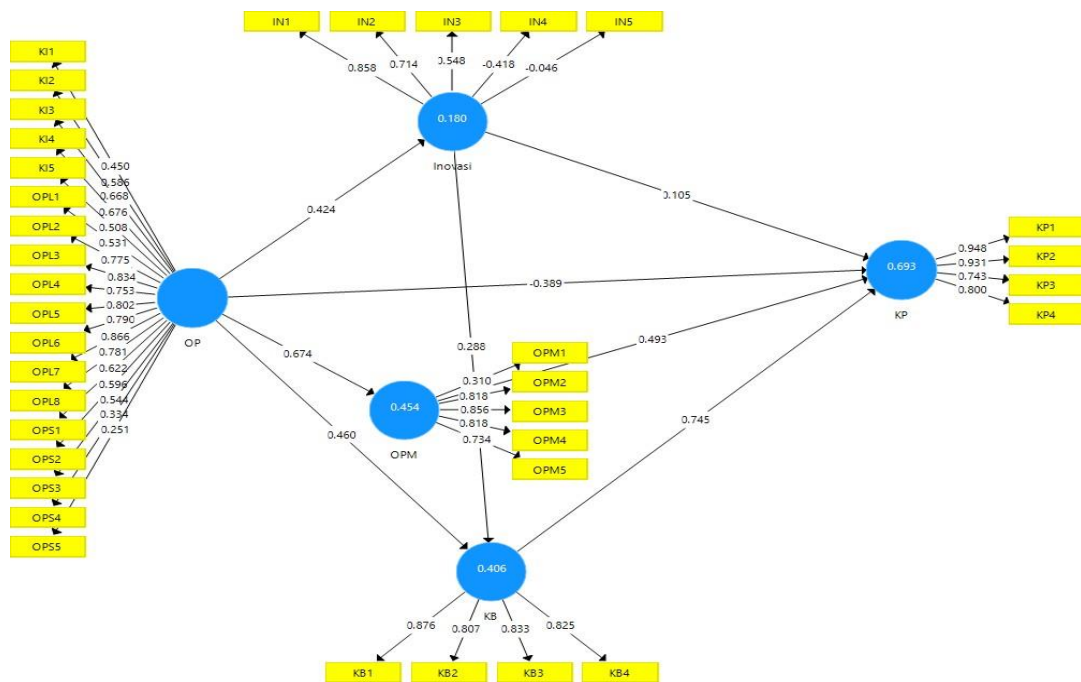 IN1
IN2
IN3
IN4
IN5
0.858
0.714
0.548
-0.418
-0.046
0.180
Inovasi
KI1
KI2
KI3
KI4
KI5
OPL1
OPL2
OPL3
OPL4
OPL5
OPL6
OPL7
OPL8
OPS1
OPS2
OPS3
OPS4
OPS5
0.450
0.586
0.668
0.676
0.508
0.531
0.775
0.834
0.753
0.802
0.790
0.866
0.781
0.622
0.596
0.544
0.334
0.251
OP
0.424
0.105
-0.389
0.674
0.460
0.288
0.493
0.745
0.454
OPM
0.310
0.818
0.856
0.818
0.734
OPM1
OPM2
OPM3
OPM4
OPM5
0.693
KP
0.948
0.931
0.743
0.800
KP1
KP2
KP3
KP4
0.406
KB
0.876
0.807
0.833
0.825
KB1
KB2
KB3
KB4